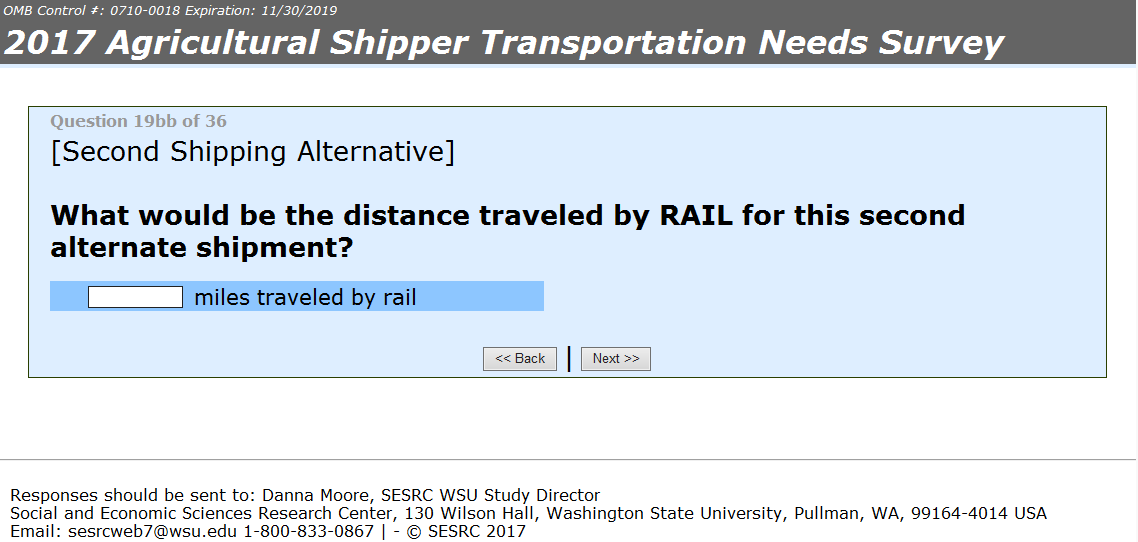 OMB Control #: 0710-0018 Expiration: 11/30/2019
2017 Agricultural Shipper Transportation Needs Survey
Question 19bb of 36
[Second Shipping Alternative]
What would be the distance traveled by RAIL for this second
alternate shipment?
miles traveled by rail
<< Back | Next >>
Responses should be sent to: Danna Moore, SESRC WSU Study Director
Social and Economic Sciences Research Center, 130 Wilson Hall, Washington State University, Pullman, WA, 99164-4014 USA
Email: sesrcweb7@wsu.edu 1-800-833-0867 | - © SESRC 2017